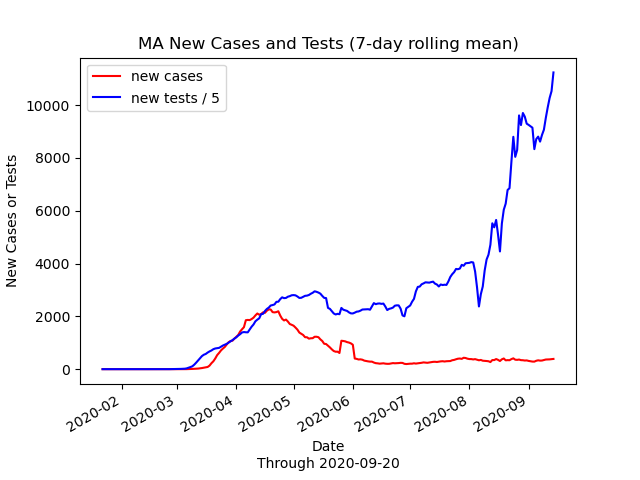 MA New Cases and Tests (7-day rolling mean)
new cases
new tests / 5
New Cases or Tests
10000
8000
6000
4000
2000
0
2020-02
2020-03
2020-04
2020-05
2020-06
2020-07
2020-08
2020-09
Date
Through 2020-09-20